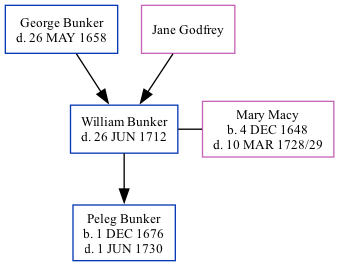 George Bunker
d. 26 MAY 1658
Jane Godfrey
William Bunker
d. 26 JUN 1712
Mary Macy
b. 4 DEC 1648
d. 10 MAR 1728/29
Peleg Bunker
b. 1 DEC 1676
d. 1 JUN 1730